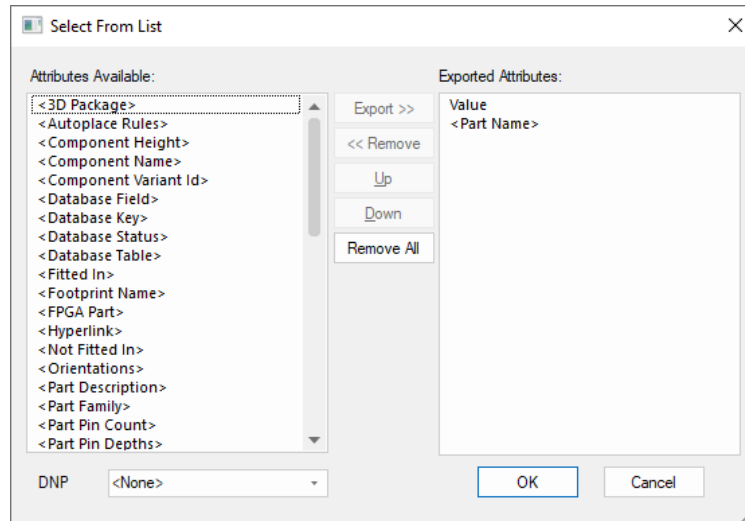 Select From List
Attributes Available:
<3D Package>
<Autoplace Rules>
<Component Height>
<Component Name>
<Component Variant Id>
<Database Field>
<Database Key>
<Database Status>
<Database Table>
<Fitted In>
<Footprint Name>
<FPGA Part>
<Hyperlink>
<Not Fitted In>
<Orientations>
<Part Description>
<Part Family>
<Part Pin Count>
<Part Pin Depths>
Export >>
<< Remove
Up
Down
Remove All
Exported Attributes:
Value
<Part Name>
DNP
<None>
OK
Cancel